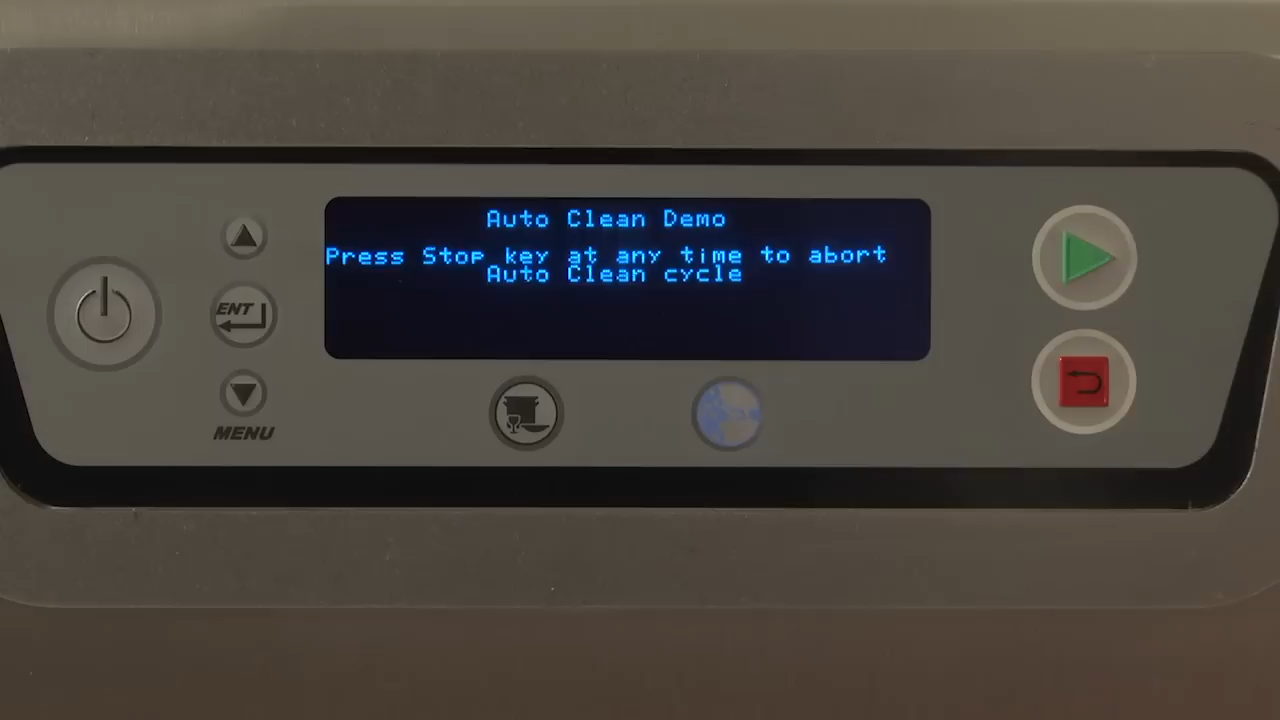 Auto Clean Demo
Press Stop key at any time to abort
Auto Clean cycle
ENT
MENU